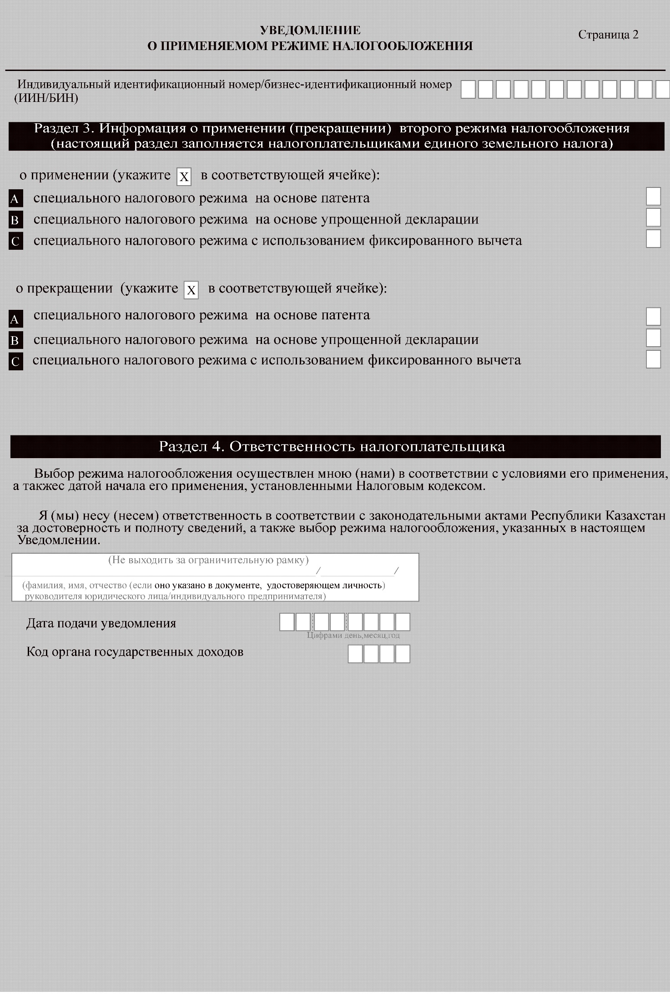 УВЕДОМЛЕНИЕ
О ПРИМЕНЯЕМОМ РЕЖИМЕ НАЛОГООБЛОЖЕНИЯ
Страница 2
Индивидуальный идентификационный номер/бизнес-идентификационный номер
(ИИН/БИН)
Раздел 3. Информация о применении (прекращении) второго режима налогообложения
(настоящий раздел заполняется налогоплательщиками единого земельного налога)
о применении (укажите X в соответствующей ячейке):
A специального налогового режима на основе патента
B специального налогового режима на основе упрощенной декларации
C специального налогового режима с использованием фиксированного вычета
о прекращении (укажите X в соответствующей ячейке):
A специального налогового режима на основе патента
B специального налогового режима на основе упрощенной декларации
C специального налогового режима с использованием фиксированного вычета
Раздел 4. Ответственность налогоплательщика
Выбор режима налогообложения осуществлен мною (нами) в соответствии с условиями его применения,
а такжес датой начала его применения, установленными Налоговым кодексом.
Я (мы) несу (несем) ответственность в соответствии с законодательными актами Республики Казахстан
за достоверность и полноту сведений, а также выбор режима налогообложения, указанных в настоящем
Уведомлении.
(Не выходить за ограничительную рамку)
/ /
(фамилия, имя, отчество (если оно указано в документе, удостоверяющем личность)
руководителя юридического лица/индивидуального предпринимателя)
Дата подачи уведомления
Цифрами день,месяц,год
Код органа государственных доходов